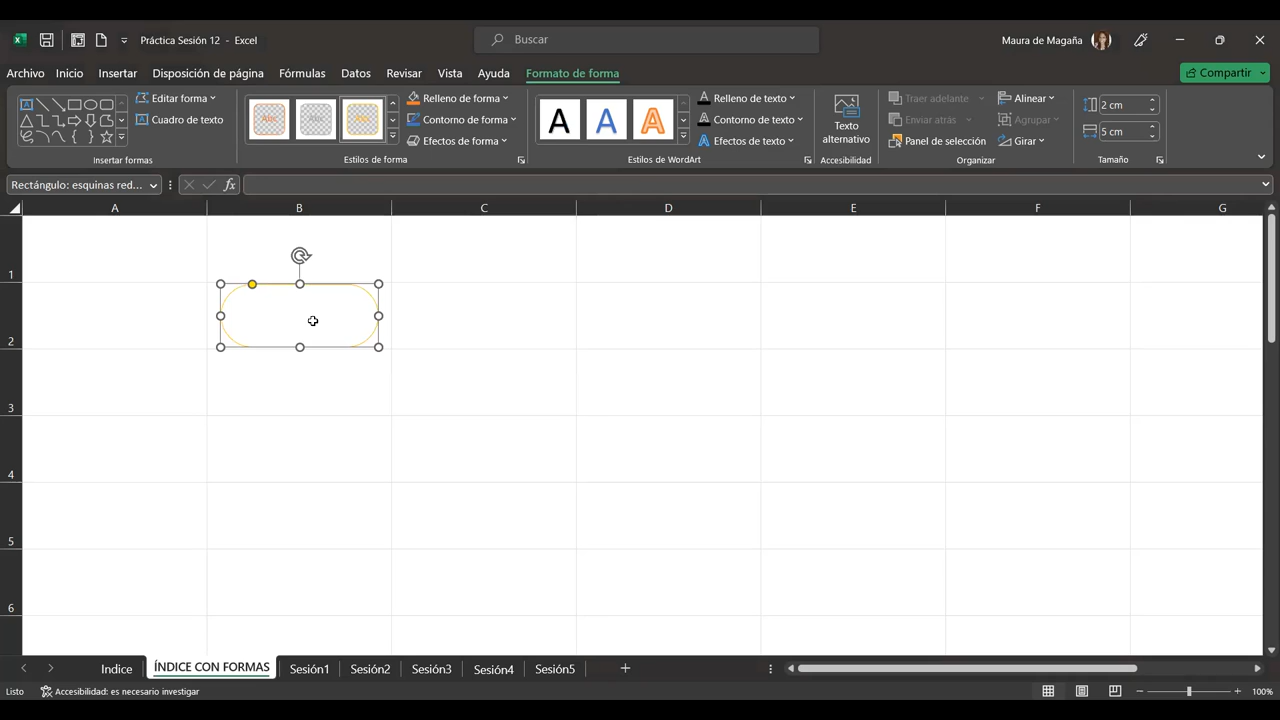 Práctica Sesión 12 - Excel
Buscar
Maura de Magaña
Archivo Inicio Insertar Disposición de página Fórmulas Datos Revisar Vista Ayuda Formato de forma
Compartir
Editar forma
Cuadro de texto
Insertar formas
Abc Abc Abc
Relleno de forma
Contorno de forma
Efectos de forma
Estilos de forma
A A A
Relleno de texto
Contorno de texto
Efectos de texto
Estilos de WordArt
Texto
alternativo
Accesibilidad
Traer adelante
Enviar atrás
Panel de selección
Alinear
Agrupar
Girar
Organizar
2 cm
5 cm
Tamaño
Rectángulo: esquinas red...
fx
A B C D E F G
1
2
3
4
5
6
Indice ÍNDICE CON FORMAS Sesión1 Sesión2 Sesión3 Sesión4 Sesión5
Listo Accesibilidad: es necesario investigar
100%